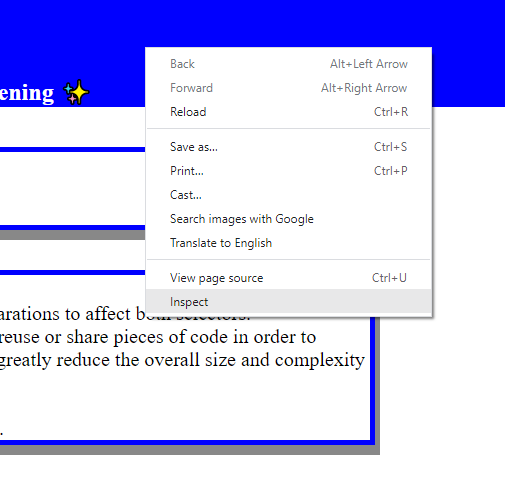 Back Alt+Left Arrow
ening ✨ Forward Alt+Right Arrow
Reload Ctrl+R
Save as... Ctrl+S
Print... Ctrl+P
Cast...
Search images with Google
Translate to English
View page source Ctrl+U
Inspect
arations to affect both selectors.
reuse or share pieces of code in order to
greatly reduce the overall size and complexity
.